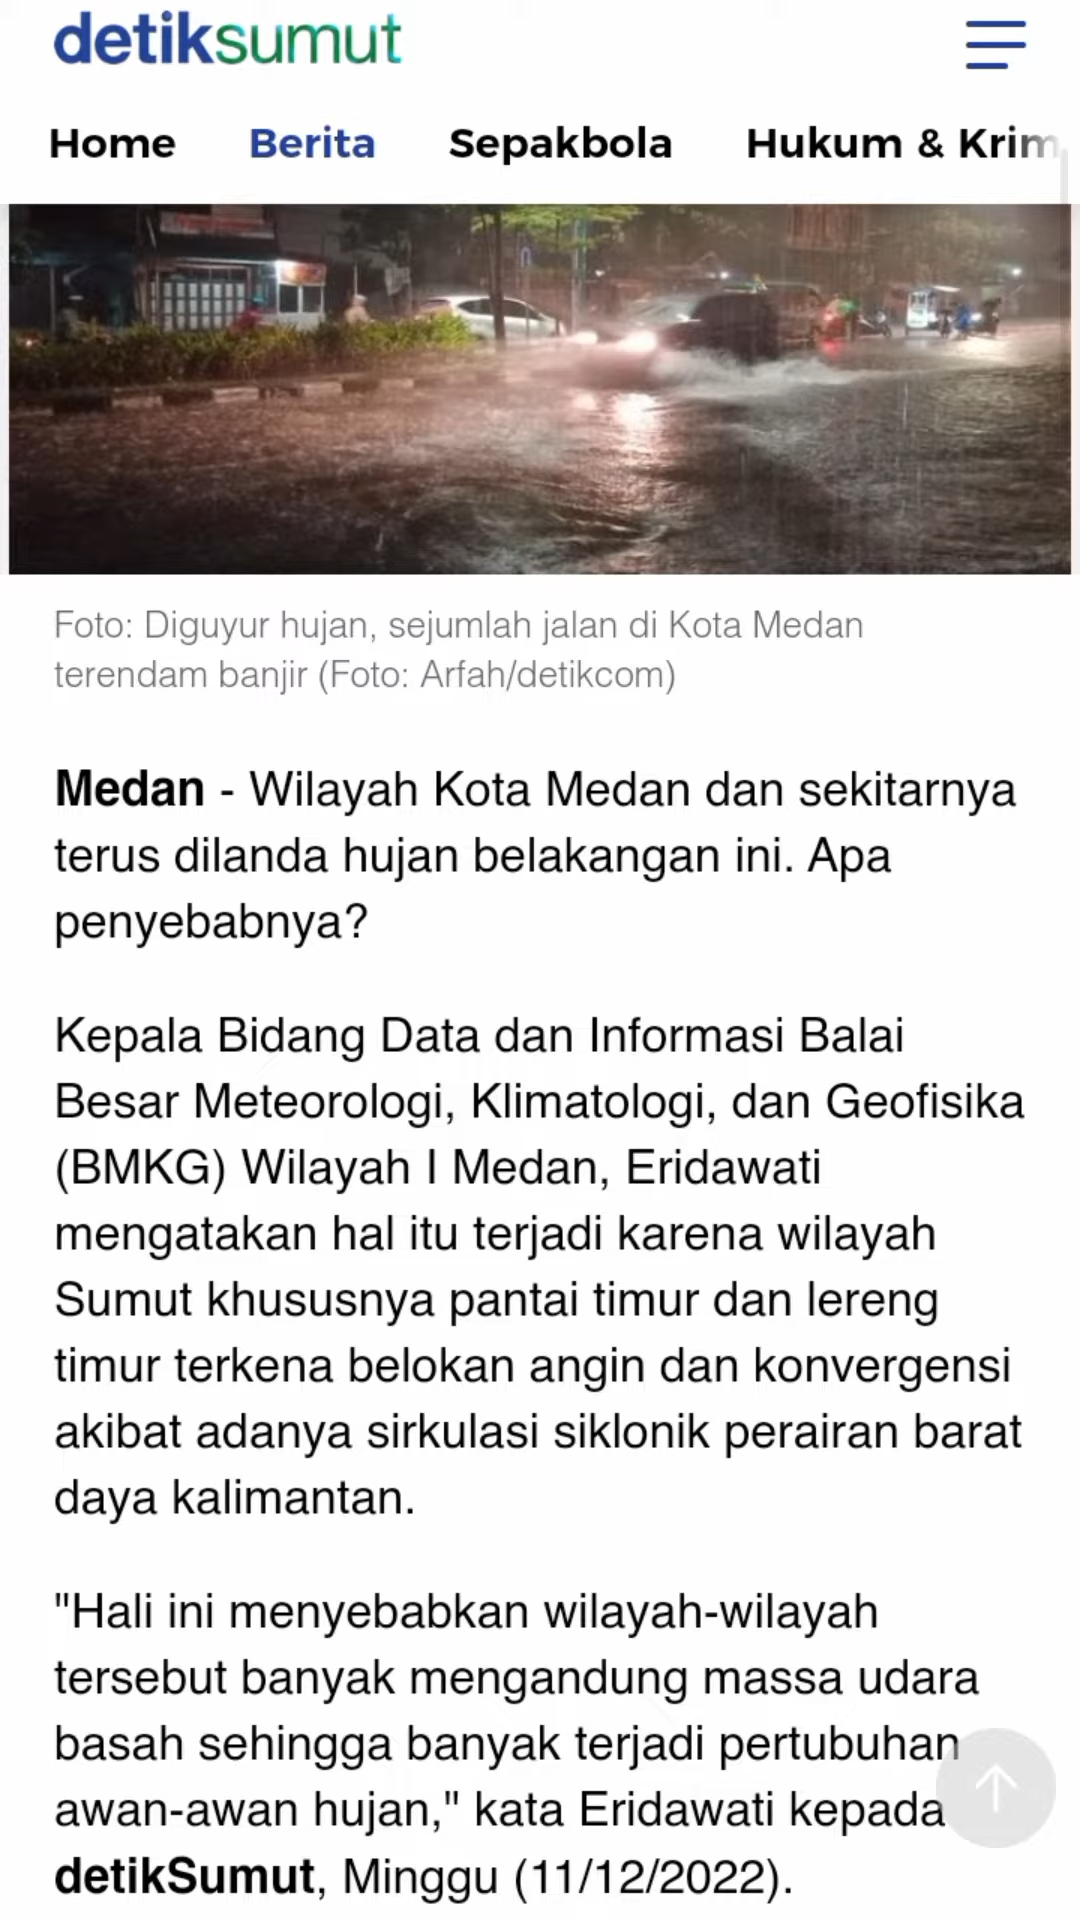 detiksumut
Home Berita Sepakbola Hukum & Krim
Foto: Diguyur hujan, sejumlah jalan di Kota Medan
terendam banjir (Foto: Arfah/detikcom)
Medan - Wilayah Kota Medan dan sekitarnya
terus dilanda hujan belakangan ini. Apa
penyebabnya?
Kepala Bidang Data dan Informasi Balai
Besar Meteorologi, Klimatologi, dan Geofisika
(BMKG) Wilayah I Medan, Eridawati
mengatakan hal itu terjadi karena wilayah
Sumut khususnya pantai timur dan lereng
timur terkena belokan angin dan konvergensi
akibat adanya sirkulasi siklonik perairan barat
daya kalimantan.
"Hali ini menyebabkan wilayah-wilayah
tersebut banyak mengandung massa udara
basah sehingga banyak terjadi pertubuhan
awan-awan hujan," kata Eridawati kepada
detikSumut, Minggu (11/12/2022).